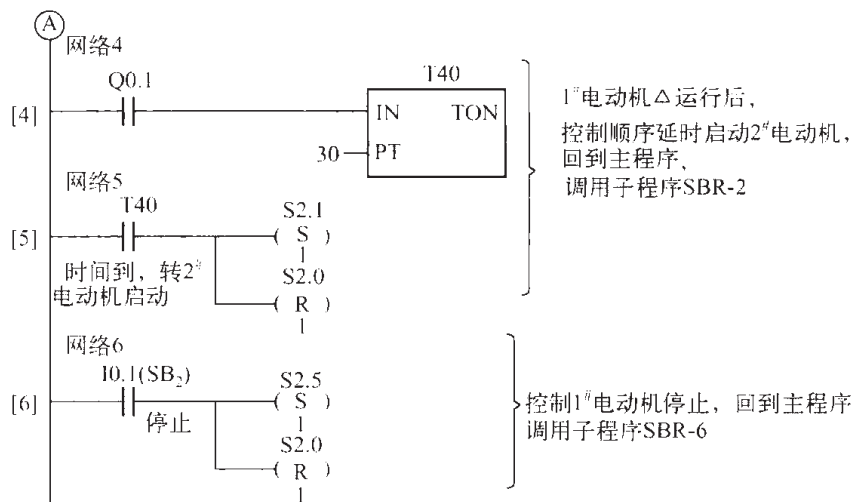 A
网络4
Q0.1
T40
[4]
IN TON
30 PT
1#电动机△运行后,
控制顺序延时启动2#电动机,
回到主程序、
调用子程序SBR-2
网络5
T40
S2.1
[5]
( S )
1
时间到, 转2#
电动机启动
S2.0
( R )
1
网络6
I0.1(SB₂)
S2.5
[6]
( S )
1
停止
S2.0
( R )
1
控制1#电动机停止, 回到主程序
调用子程序SBR-6